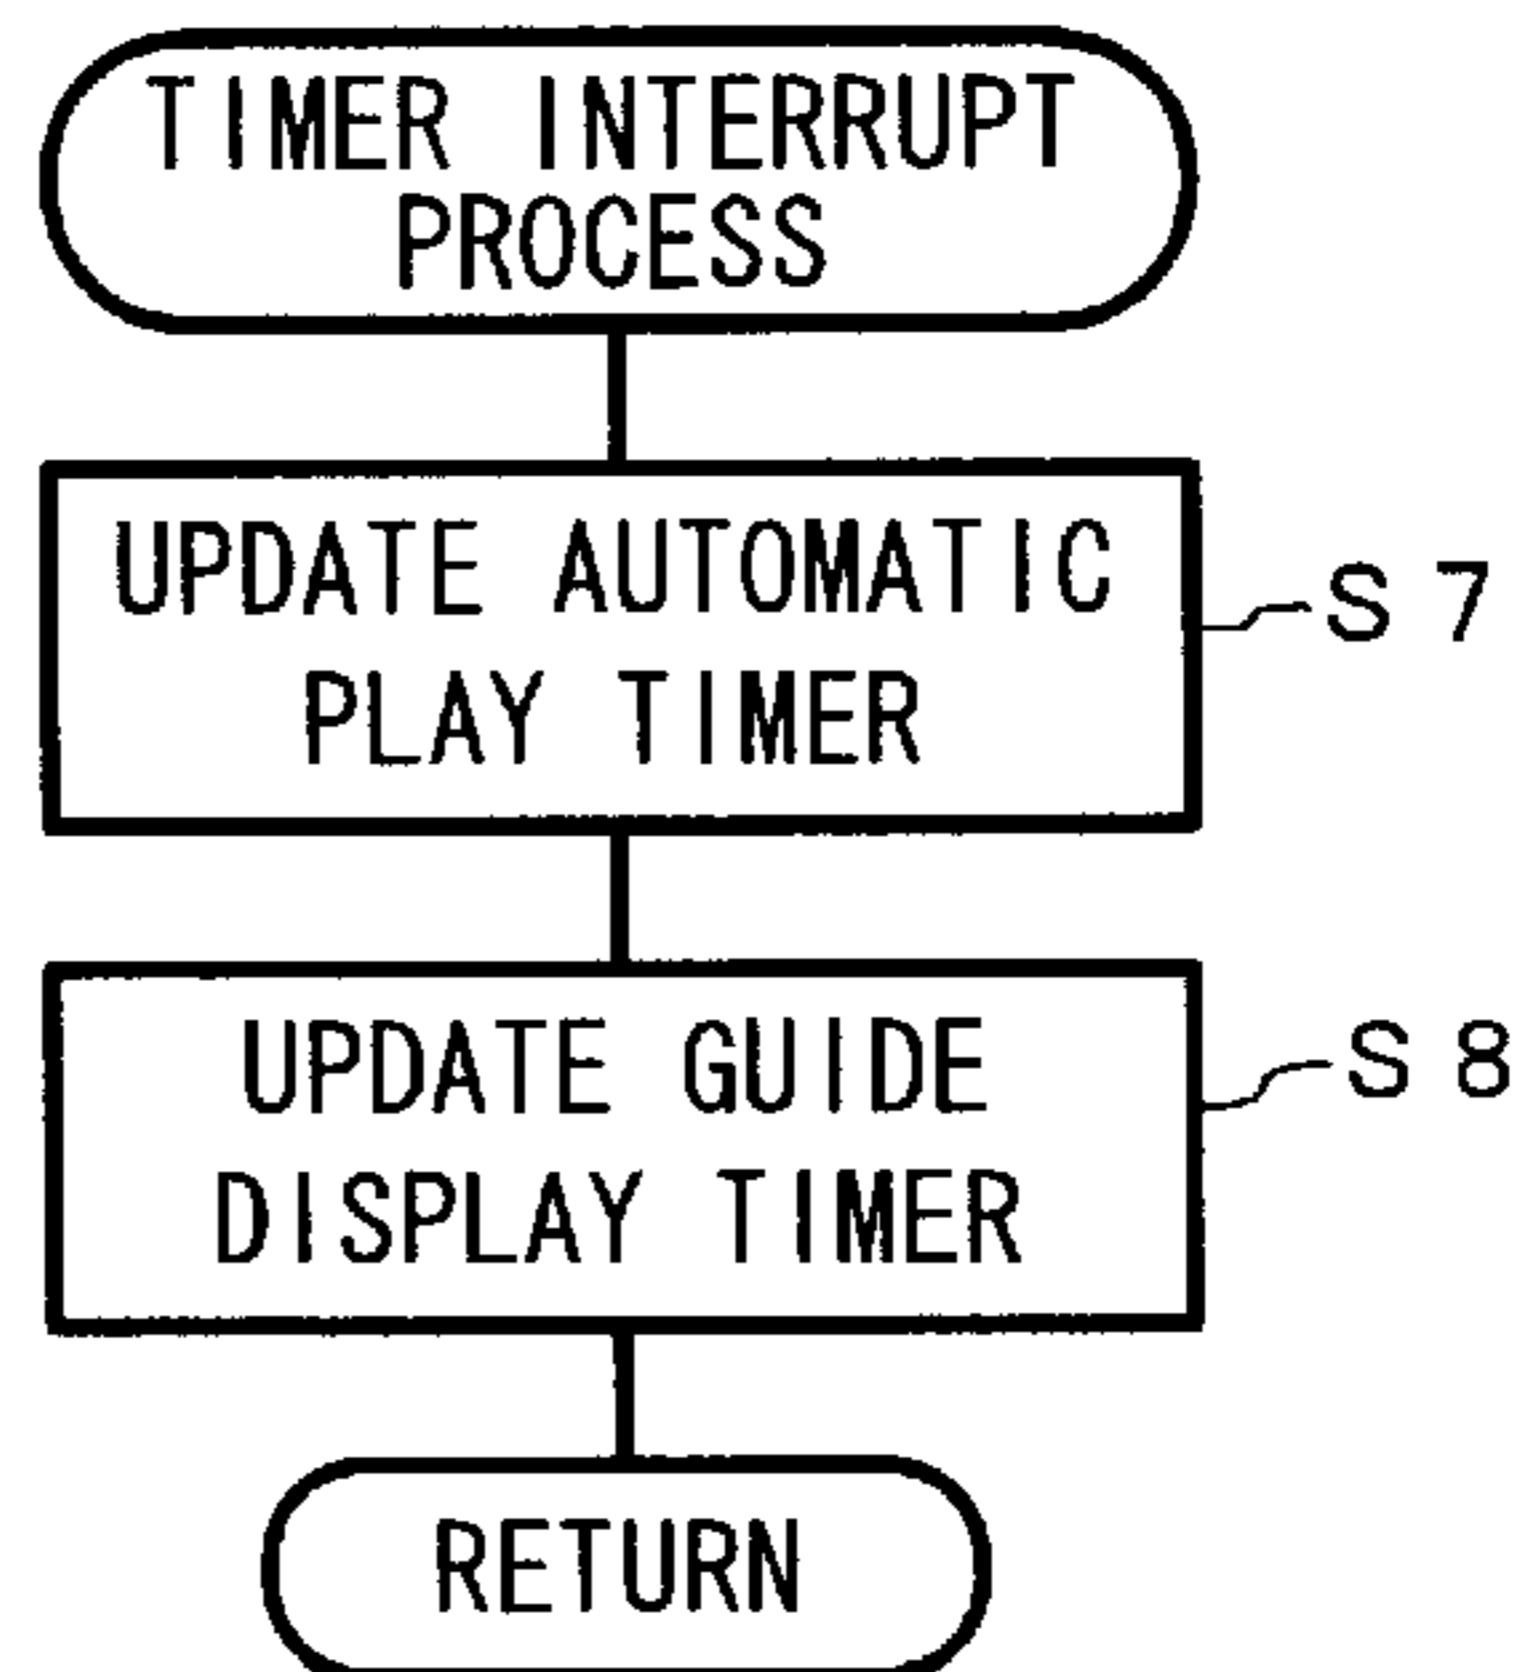 TIMER INTERRUPT
PROCESS
UPDATE AUTOMATIC
PLAY TIMER
S7
UPDATE GUIDE
DISPLAY TIMER
S8
RETURN